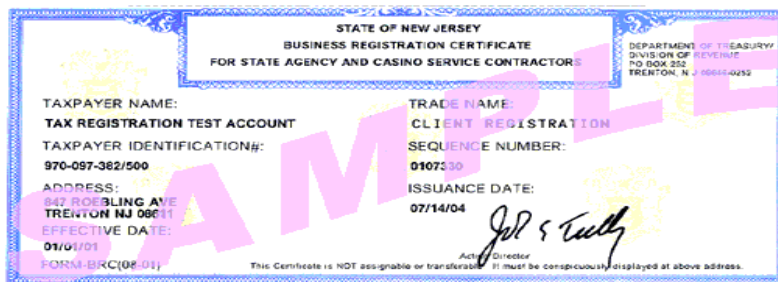 STATE OF NEW JERSEY
BUSINESS REGISTRATION CERTIFICATE
FOR STATE AGENCY AND CASINO SERVICE CONTRACTORS
DEPARTMENT OF TREASURY/
DIVISION OF REVENUE
PO BOX 252
TRENTON, N J 08646-0252
TAXPAYER NAME:
TAX REGISTRATION TEST ACCOUNT
TRADE NAME:
CLIENT REGISTRATION
TAXPAYER IDENTIFICATION#:
970-097-382/500
SEQUENCE NUMBER:
0107330
ADDRESS:
847 ROEBLING AVE
TRENTON NJ 08611
ISSUANCE DATE:
07/14/04
EFFECTIVE DATE:
01/01/01
Acting Director
FORM-BRC(08-01)
This Certificate is NOT assignable or transferable. It must be conspicuously displayed at above address.
SAMPLE